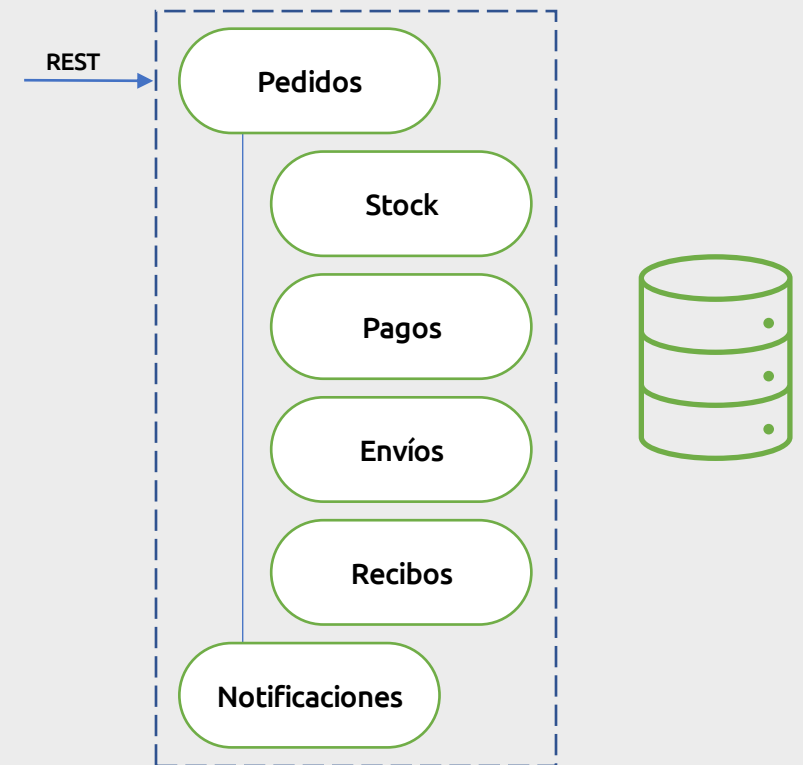 REST
Pedidos
Stock
Pagos
Envíos
Recibos
Notificaciones